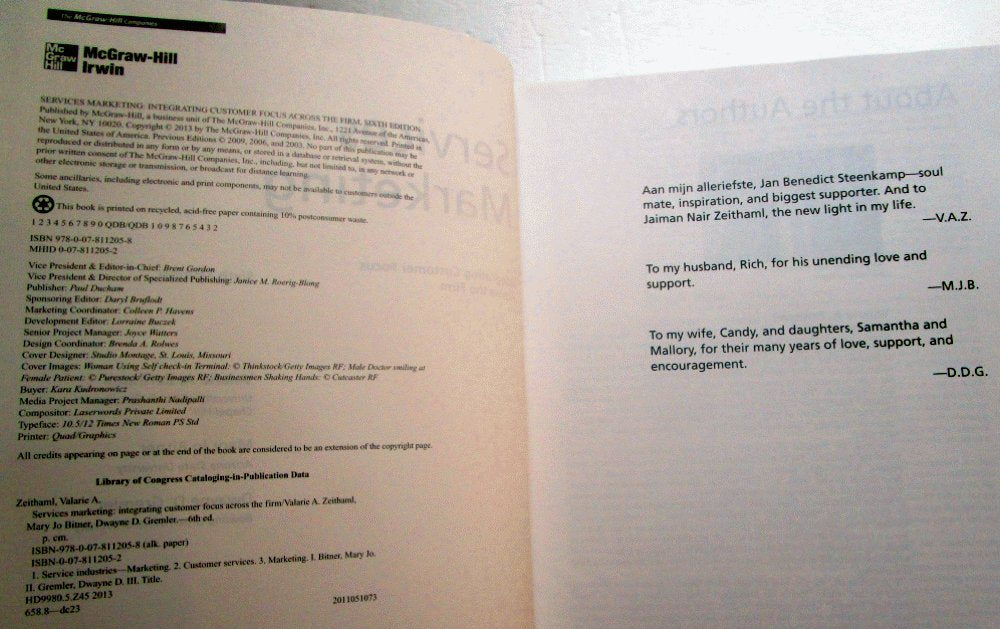 The McGraw-Hill Companies
Mc
Graw
Hill
McGraw-Hill
Irwin
SERVICES MARKETING: INTEGRATING CUSTOMER FOCUS ACROSS THE FIRM, SIXTH EDITION
Published by McGraw-Hill, a business unit of The McGraw-Hill Companies, Inc., 1221 Avenue of the Americas,
New York, NY 10020. Copyright © 2013 by The McGraw-Hill Companies, Inc. All rights reserved. Printed in
the United States of America. Previous Editions © 2009, 2006, and 2003. No part of this publication may be
reproduced or distributed in any form or by any means, or stored in a database or retrieval system, without the
prior written consent of The McGraw-Hill Companies, Inc., including, but not limited to, in any network or
other electronic storage or transmission, or broadcast for distance learning.
Some ancillaries, including electronic and print components, may not be available to customers outside the
United States.
This book is printed on recycled, acid-free paper containing 10% postconsumer waste.
1 2 3 4 5 6 7 8 9 0 QDB/QDB 1 0 9 8 7 6 5 4 3 2
ISBN 978-0-07-811205-8
MHID 0-07-811205-2
Vice President & Editor-in-Chief: Brent Gordon
Vice President & Director of Specialized Publishing: Janice M. Roerig-Blong
Publisher: Paul Ducham
Sponsoring Editor: Daryl Bruflodt
Marketing Coordinator: Colleen P. Havens
Development Editor: Lorraine Buczek
Senior Project Manager: Joyce Watters
Design Coordinator: Brenda A. Rolwes
Cover Designer: Studio Montage, St. Louis, Missouri
Cover Images: Woman Using Self check-in Terminal: © Thinkstock/Getty Images RF; Male Doctor smiling at
Female Patient: © Purestock/ Getty Images RF; Businessmen Shaking Hands: © Cutcaster RF
Buyer: Kara Kudronowicz
Media Project Manager: Prashanthi Nadipalli
Compositor: Laserwords Private Limited
Typeface: 10.5/12 Times New Roman PS Std
Printer: Quad/Graphics
All credits appearing on page or at the end of the book are considered to be an extension of the copyright page.
Library of Congress Cataloging-in-Publication Data
Zeithaml, Valarie A.
Services marketing: integrating customer focus across the firm/Valarie A. Zeithaml,
Mary Jo Bitner, Dwayne D. Gremler.—6th ed.
p. cm.
ISBN-978-0-07-811205-8 (alk. paper)
ISBN-0-07-811205-2
1. Service industries—Marketing. 2. Customer services. 3. Marketing. I. Bitner, Mary Jo.
II. Gremler, Dwayne D. III. Title.
HD9980.5.Z45 2013
658.8—dc23
2011051073
Aan mijn alleriefste, Jan Benedict Steenkamp—soul
mate, inspiration, and biggest supporter. And to
Jaiman Nair Zeithaml, the new light in my life.
—V.A.Z.
To my husband, Rich, for his unending love and
support.
—M.J.B.
To my wife, Candy, and daughters, Samantha and
Mallory, for their many years of love, support, and
encouragement.
—D.D.G.